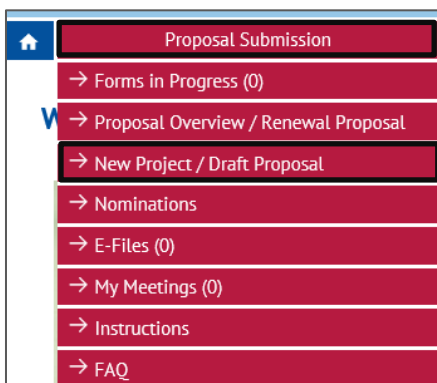 Proposal Submission
→ Forms in Progress (0)
W
→ Proposal Overview / Renewal Proposal
→ New Project / Draft Proposal
→ Nominations
→ E-Files (0)
→ My Meetings (0)
→ Instructions
→ FAQ